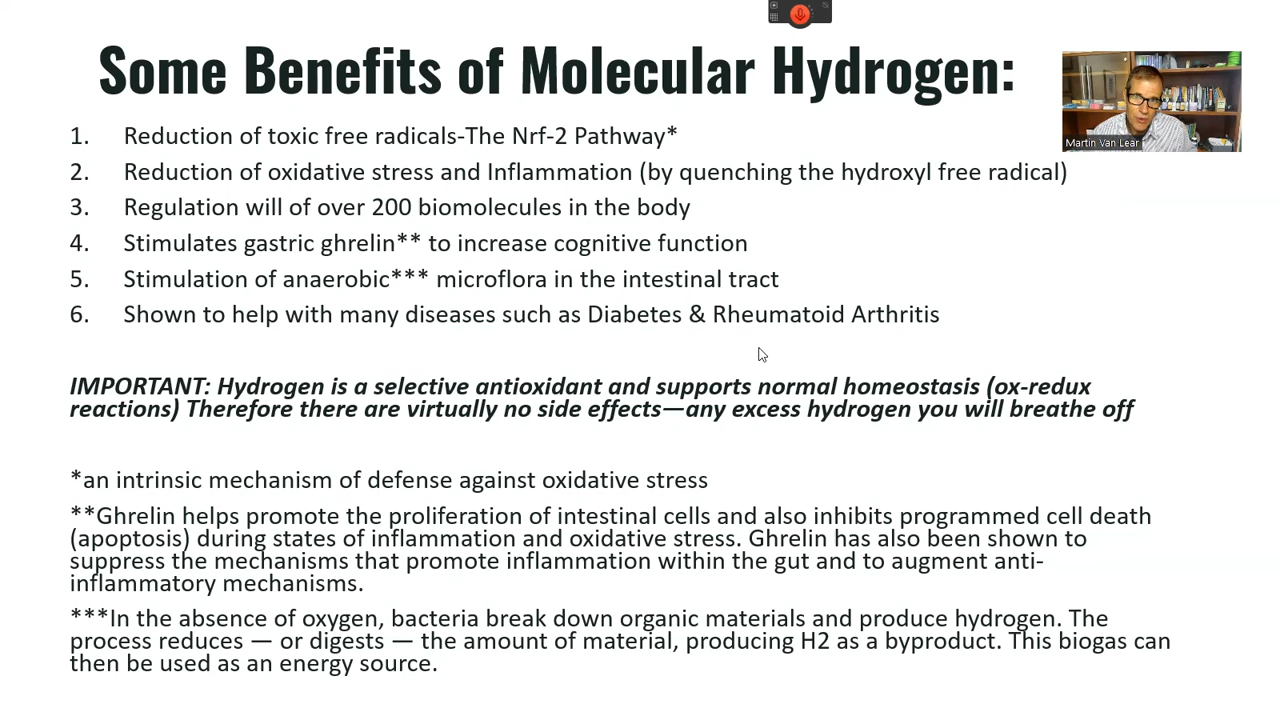 Some Benefits of Molecular Hydrogen:
Martin Van Lear
1. Reduction of toxic free radicals-The Nrf-2 Pathway*
2. Reduction of oxidative stress and Inflammation (by quenching the hydroxyl free radical)
3. Regulation will of over 200 biomolecules in the body
4. Stimulates gastric ghrelin** to increase cognitive function
5. Stimulation of anaerobic*** microflora in the intestinal tract
6. Shown to help with many diseases such as Diabetes & Rheumatoid Arthritis
IMPORTANT: Hydrogen is a selective antioxidant and supports normal homeostasis (ox-redux
reactions) Therefore there are virtually no side effects—any excess hydrogen you will breathe off
*an intrinsic mechanism of defense against oxidative stress
**Ghrelin helps promote the proliferation of intestinal cells and also inhibits programmed cell death
(apoptosis) during states of inflammation and oxidative stress. Ghrelin has also been shown to
suppress the mechanisms that promote inflammation within the gut and to augment anti-
inflammatory mechanisms.
***In the absence of oxygen, bacteria break down organic materials and produce hydrogen. The
process reduces — or digests — the amount of material, producing H2 as a byproduct. This biogas can
then be used as an energy source.